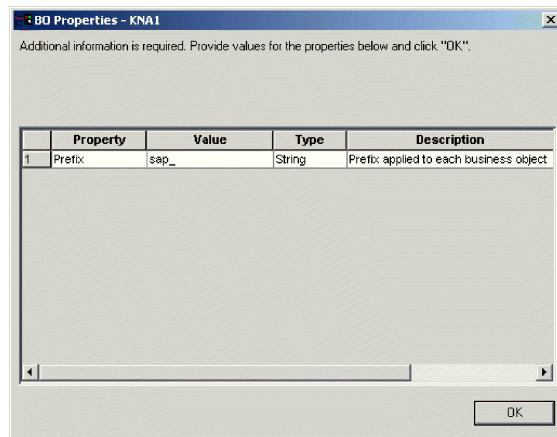 BO Properties - KNA1
Additional information is required. Provide values for the properties below and click "OK".
Property Value Type Description
1 Prefix sap_ String Prefix applied to each business object
OK